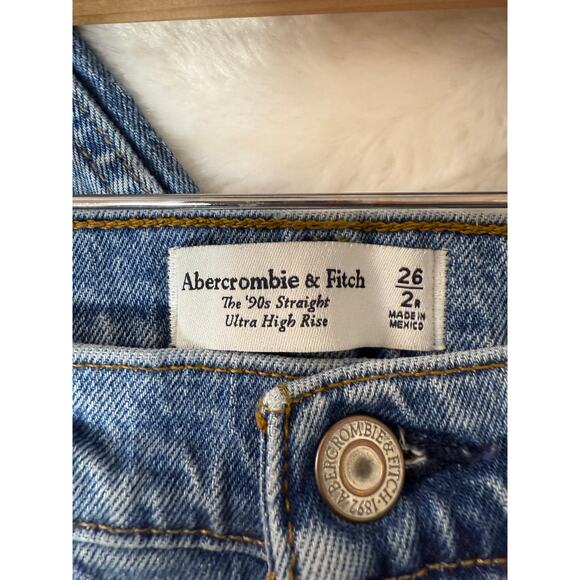 Abercrombie & Fitch
The '90s Straight
Ultra High Rise
26
2R
MADE IN
MEXICO
ABERCROMBIE & FITCH · 1892 ·